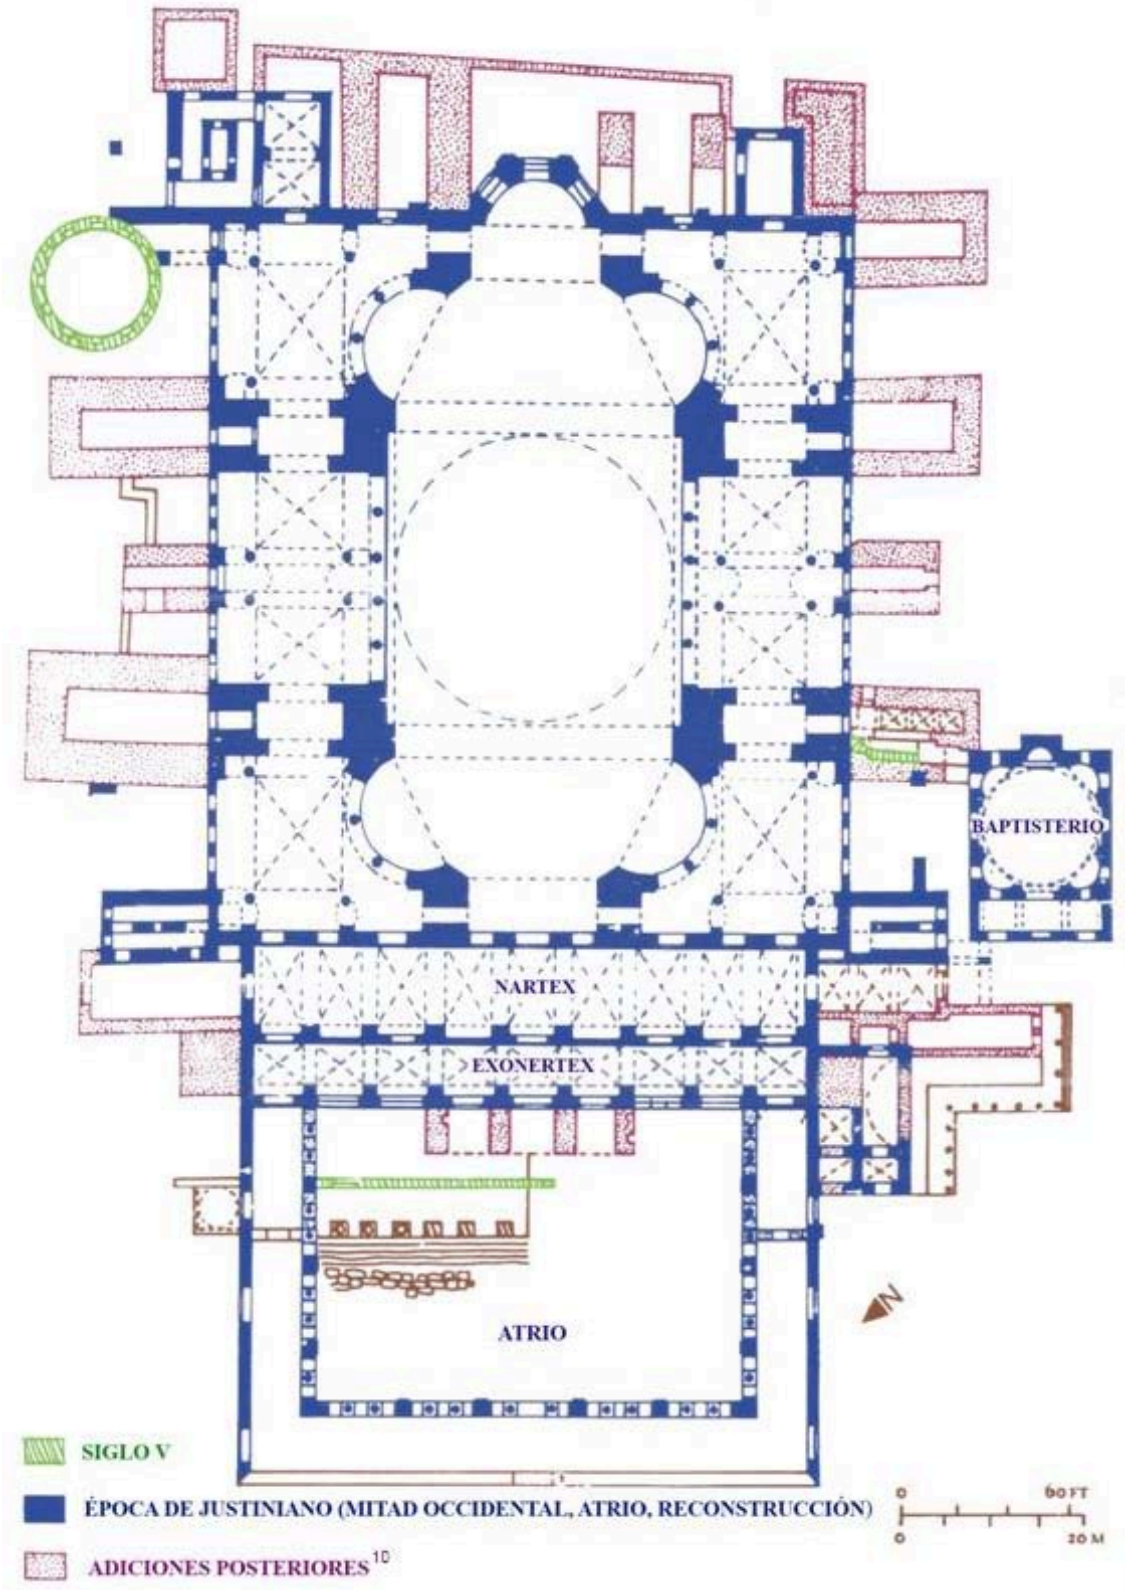 BAPTISTERIO
NARTEX
EXONERTEX
N
ATRIO
SIGLO V
0 60 FT
ÉPOCA DE JUSTINIANO (MITAD OCCIDENTAL, ATRIO, RECONSTRUCCIÓN)
0 20 M
ADICIONES POSTERIORES 10